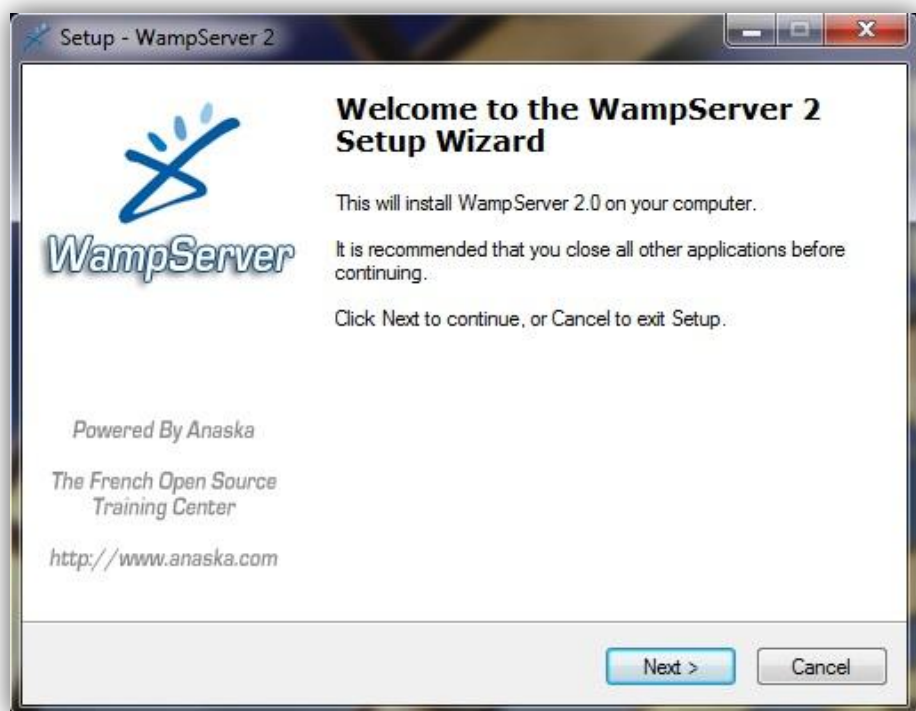 Setup - WampServer 2
WampServer
Powered By Anaska
The French Open Source
Training Center
http://www.anaska.com
Welcome to the WampServer 2
Setup Wizard
This will install WampServer 2.0 on your computer.
It is recommended that you close all other applications before
continuing.
Click Next to continue, or Cancel to exit Setup.
Next >
Cancel